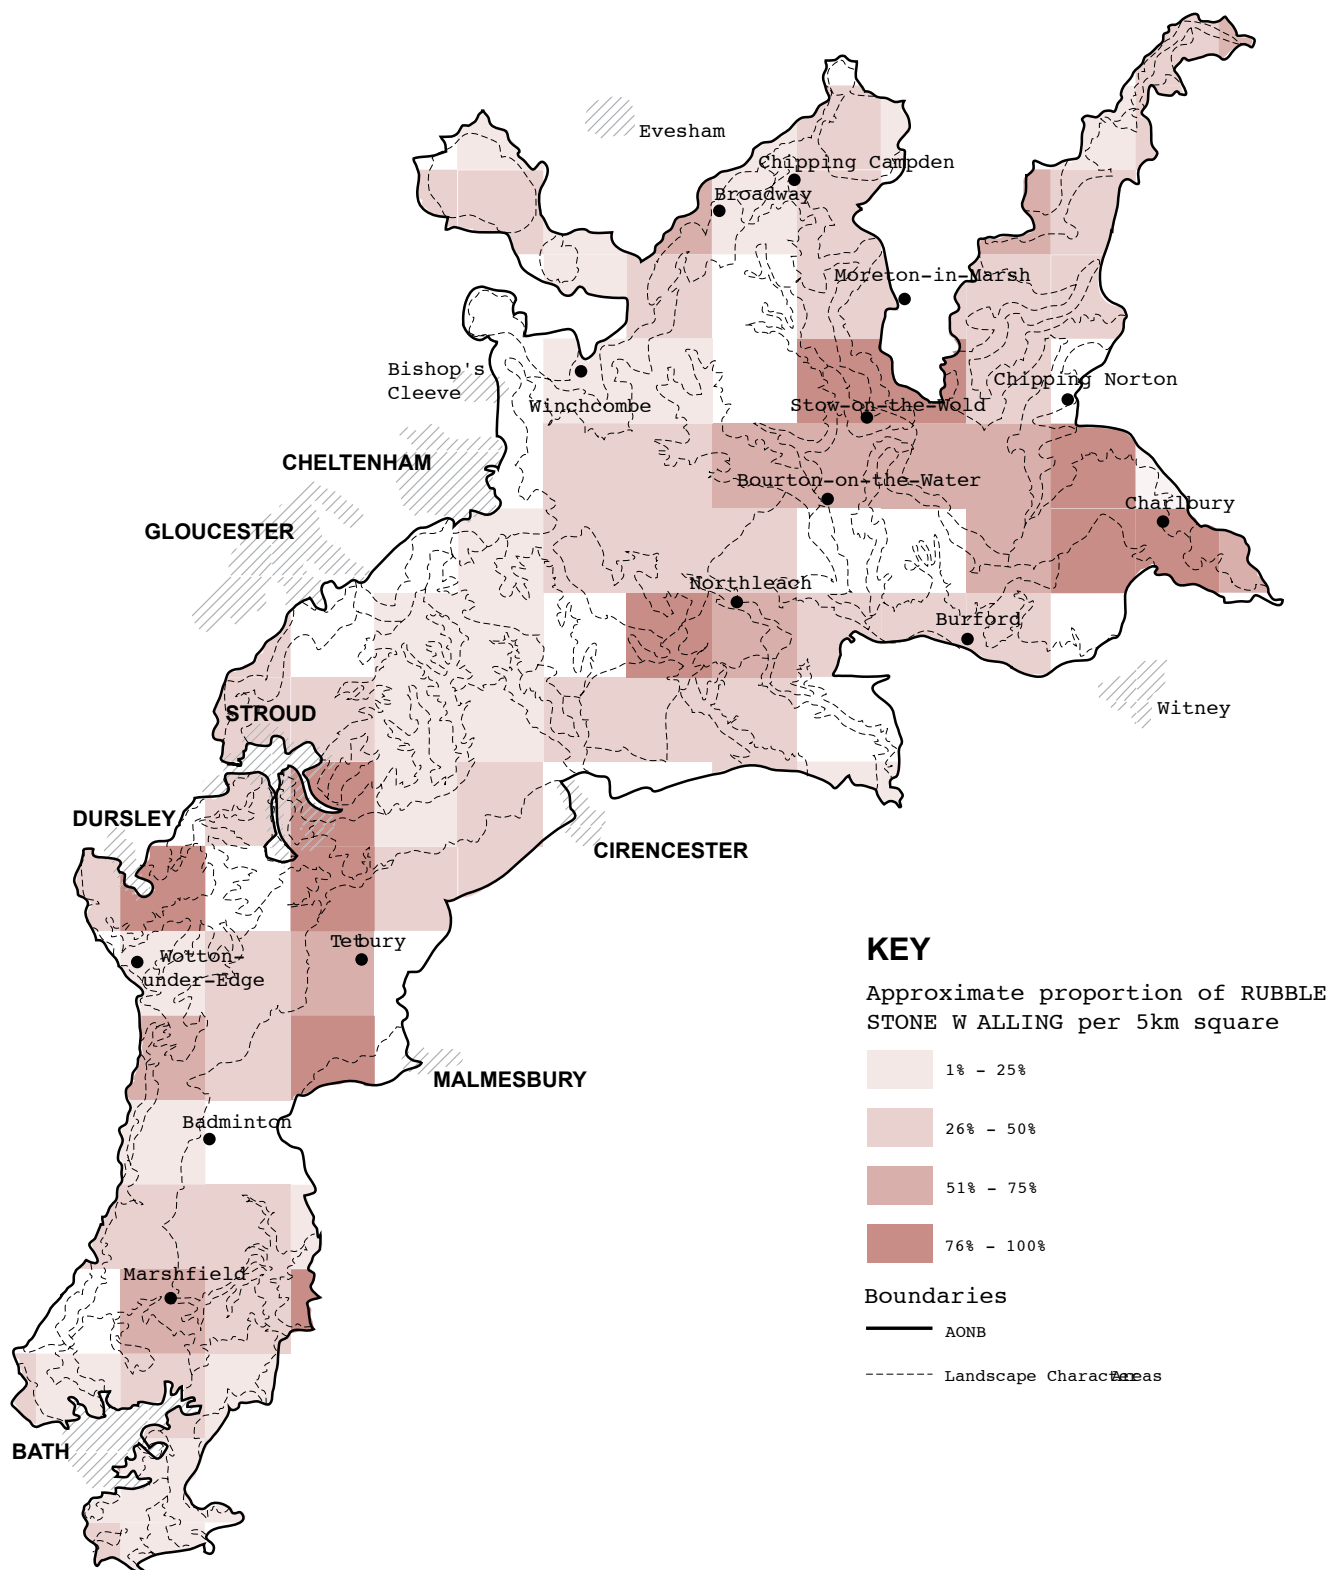 Evesham
Chipping Campden
Broadway
Moreton-in-Marsh
Bishop's
Cleeve
Winchcombe
Chipping Norton
Stow-on-the-Wold
CHELTENHAM
Bourton-on-the-Water
Charlbury
GLOUCESTER
Northleach
Burford
Witney
STROUD
DURSLEY
CIRENCESTER
Tetbury
Wotton-
under-Edge
MALMESBURY
Badminton
Marshfield
BATH
KEY
Approximate proportion of RUBBLE
STONE W ALLING per 5km square
1% - 25%
26% - 50%
51% - 75%
76% - 100%
Boundaries
AONB
Landscape Character Areas